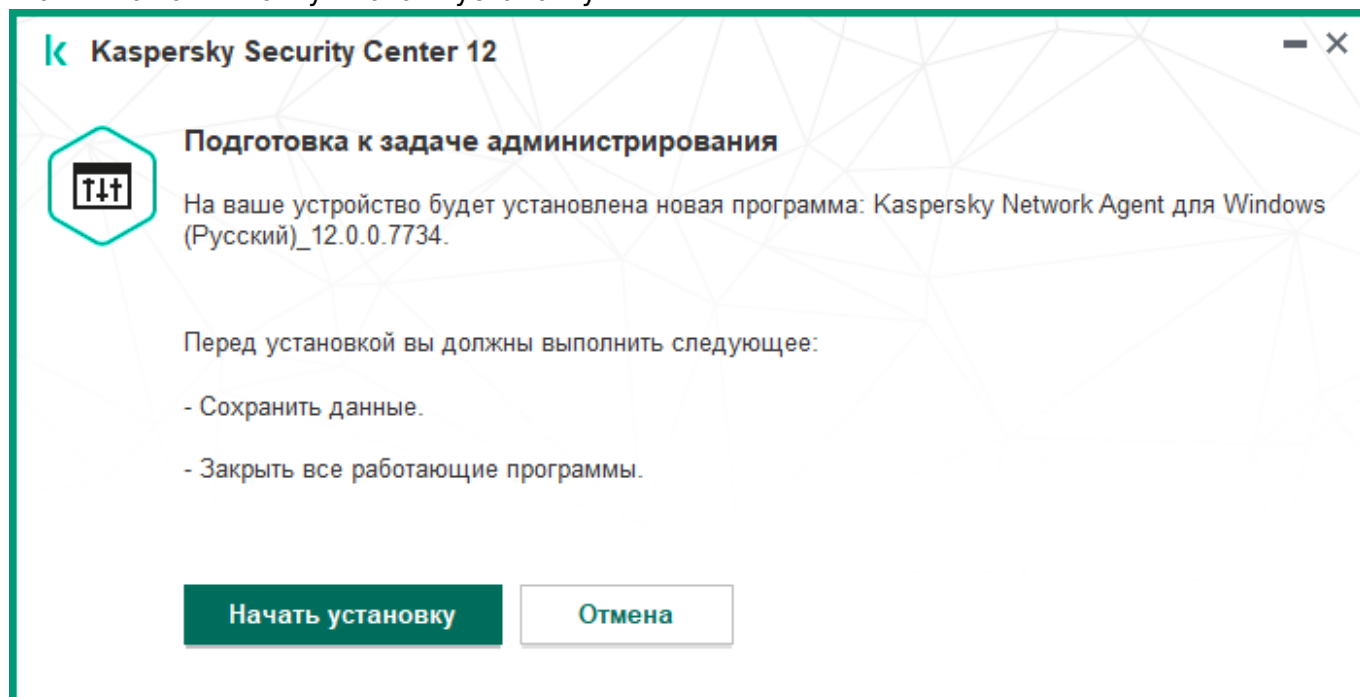 Kaspersky Security Center 12
Подготовка к задаче администрирования
На ваше устройство будет установлена новая программа: Kaspersky Network Agent для Windows
(Русский)_12.0.0.7734.
Перед установкой вы должны выполнить следующее:
- Сохранить данные.
- Закрыть все работающие программы.
Начать установку
Отмена